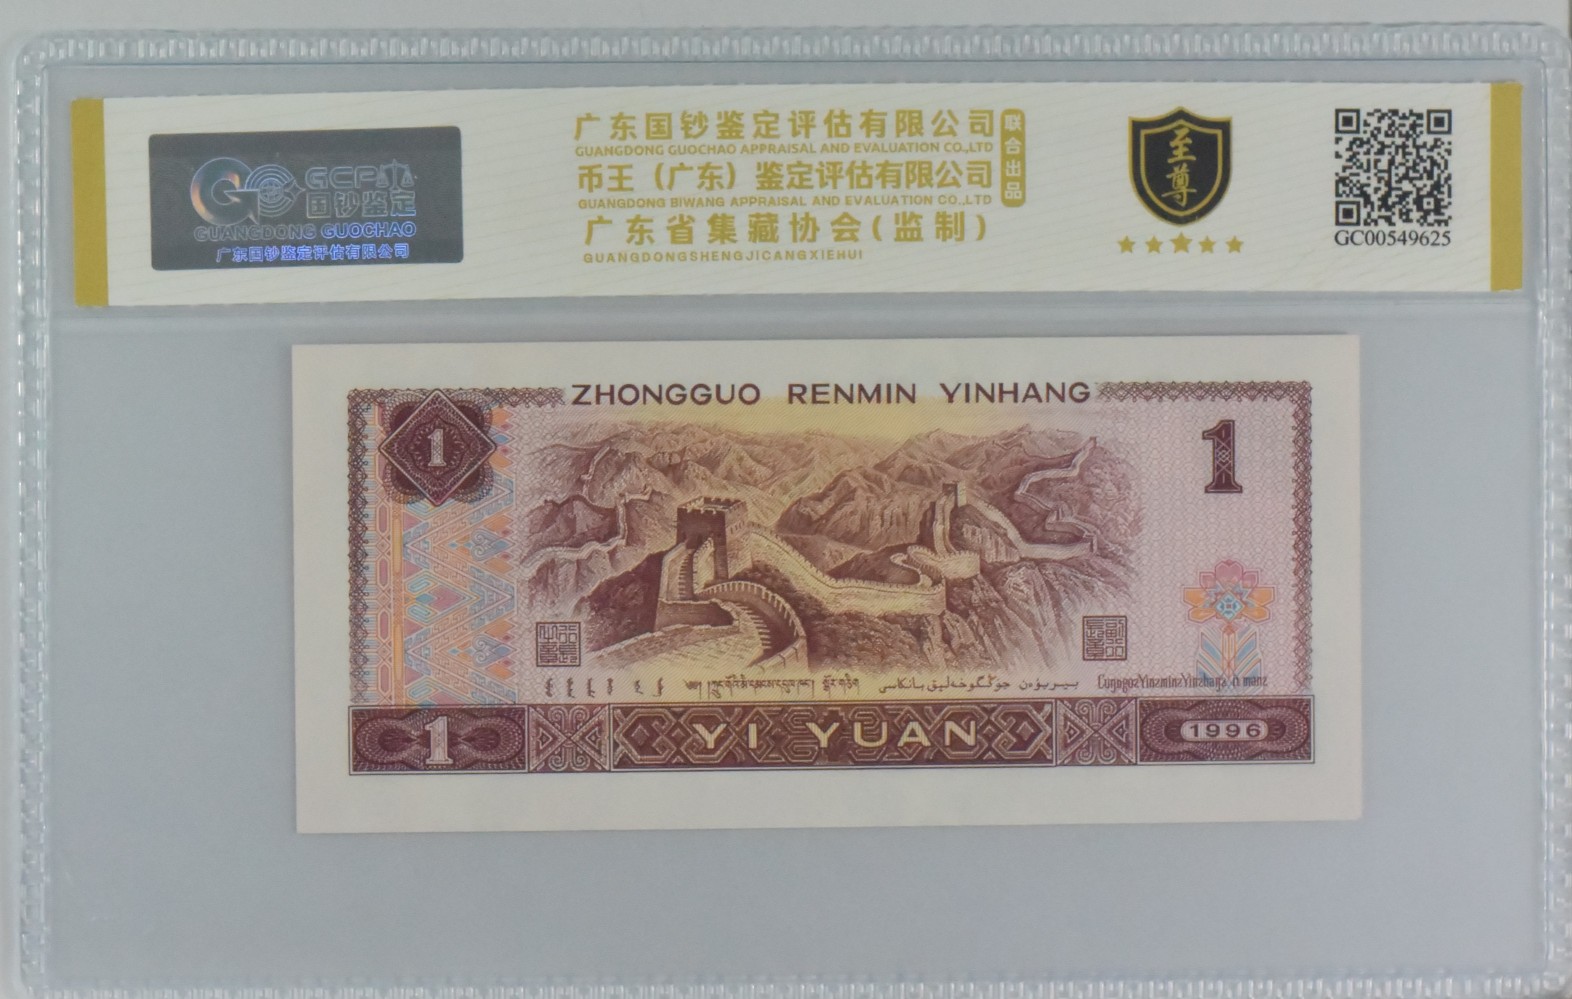 GCP
国钞鉴定
GUANGDONG GUOCHAO
广东国钞鉴定评估有限公司
广东国钞鉴定评估有限公司
GUANGDONG GUOCHAO APPRAISAL AND EVALUATION CO.,LTD
币王（广东）鉴定评估有限公司
GUANGDONG BIWANG APPRAISAL AND EVALUATION CO.,LTD
广东省集藏协会(监制)
GUANGDONGSHENGJICANGXIEHUI
联合出品
至尊
GC00549625
ZHONGGUO RENMIN YINHANG
1
1
1
YI YUAN
1996